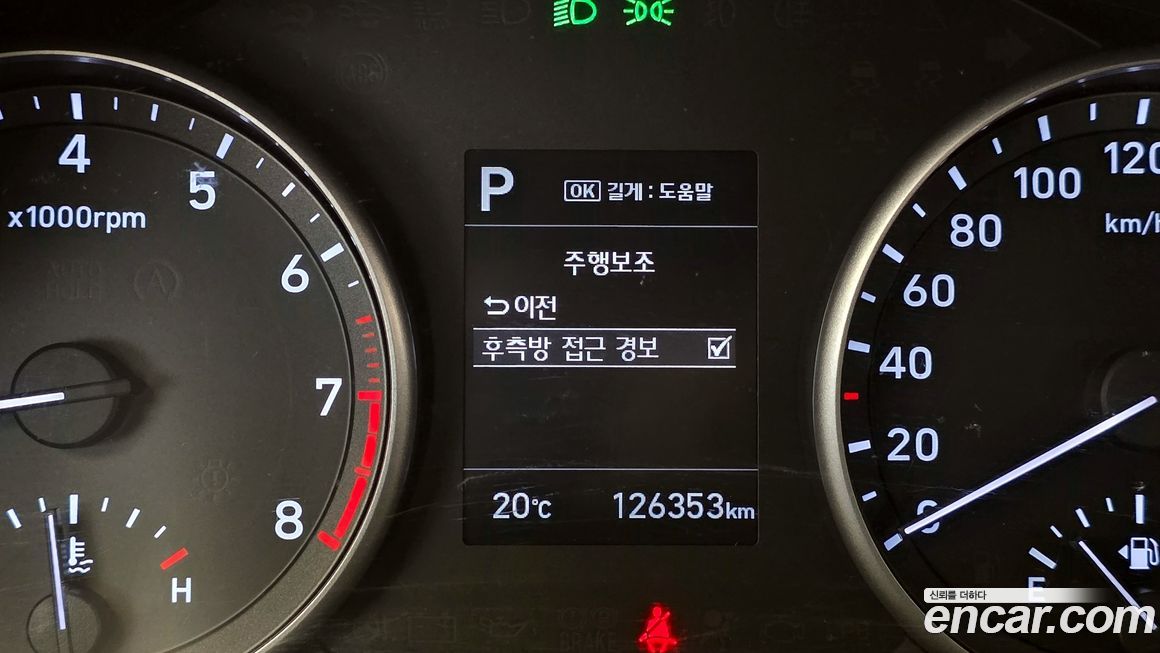 4
5
x1000rpm
6
7
8
H
P
OK 길게 : 도움말
주행보조
이전
후측방 접근 경보
20℃ 126353km
120
100
km/h
80
60
40
20
0
E
신뢰를 더하다
encar.com